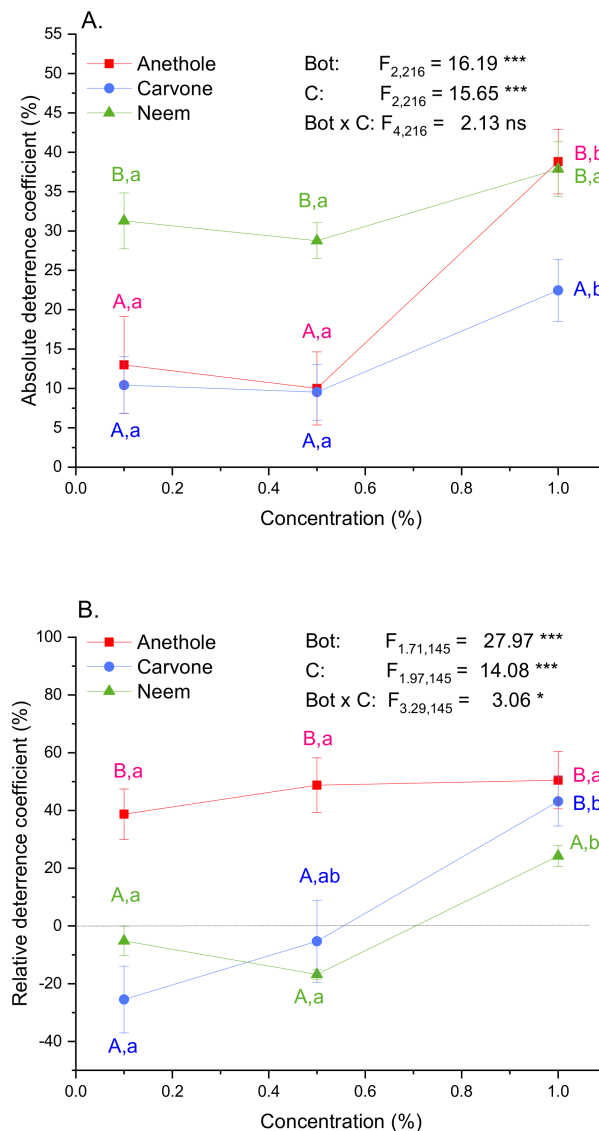 A.
Absolute deterrence coefficient (%)
55
50
45
40
35
30
25
20
15
10
5
0
Anethole
Carvone
Neem
Bot: F2,216 = 16.19 ***
C: F2,216 = 15.65 ***
Bot x C: F4,216 = 2.13 ns
B,a
B,a
B,b
B,a
A,a
A,a
A,b
A,a
A,a
0.0 0.2 0.4 0.6 0.8 1.0
Concentration (%)
B.
Relative deterrence coefficient (%)
100
80
60
40
20
0
-20
-40
Anethole
Carvone
Neem
Bot: F1.71,145 = 27.97 ***
C: F1.97,145 = 14.08 ***
Bot x C: F3.29,145 = 3.06 *
B,a
B,a
B,a
B,b
A,b
A,a
A,ab
A,a
A,a
0.0 0.2 0.4 0.6 0.8 1.0
Concentration (%)